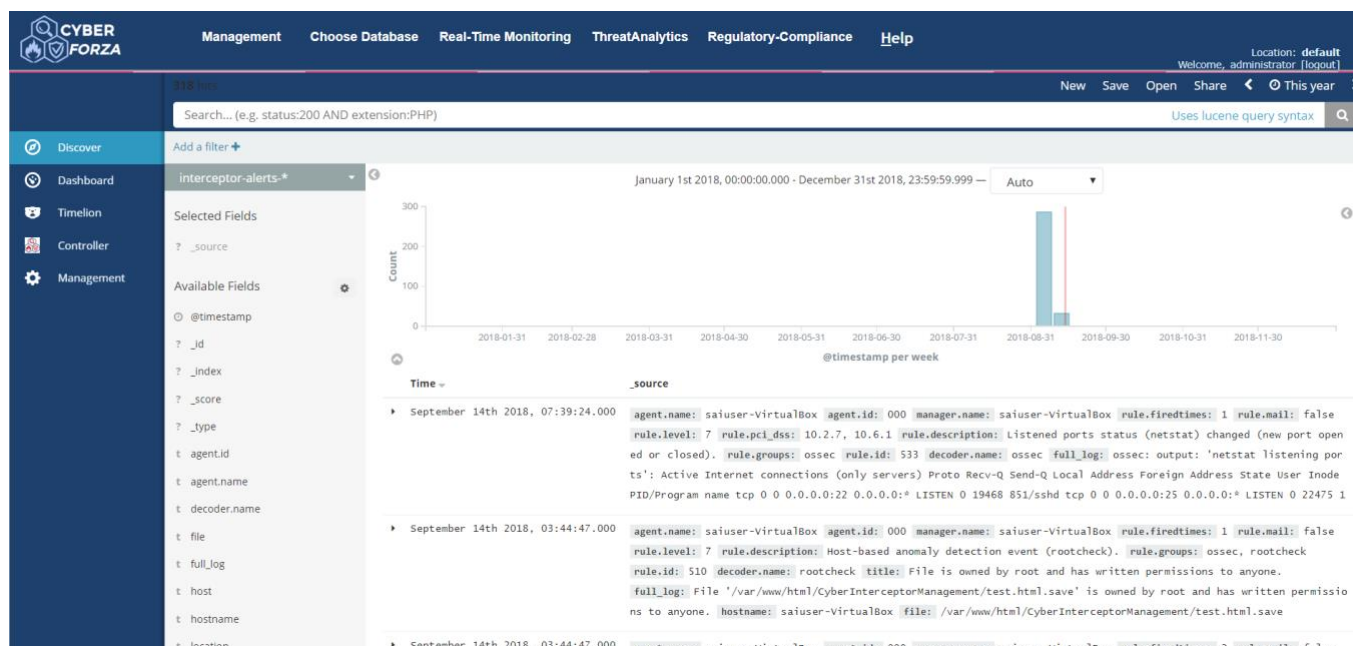 CYBER
FORZA
Management Choose Database Real-Time Monitoring ThreatAnalytics Regulatory-Compliance Help
Location: default
Welcome, administrator [logout]
318 hits
New Save Open Share This year
Search... (e.g. status:200 AND extension:PHP) Uses lucene query syntax
Discover
Dashboard
Timelion
Controller
Management
Add a filter +
interceptor-alerts-*
Selected Fields
? _source
Available Fields
@timestamp
? _id
? _index
? _score
? _type
t agent.id
t agent.name
t decoder.name
t file
t full_log
t host
t hostname
t location
January 1st 2018, 00:00:00.000 - December 31st 2018, 23:59:59.999 — Auto
Count
300
200
100
0
2018-01-31 2018-02-28 2018-03-31 2018-04-30 2018-05-31 2018-06-30 2018-07-31 2018-08-31 2018-09-30 2018-10-31 2018-11-30
@timestamp per week
Time _source
September 14th 2018, 07:39:24.000 agent.name: saiuser-VirtualBox agent.id: 000 manager.name: saiuser-VirtualBox rule.firedtimes: 1 rule.mail: false
rule.level: 7 rule.pci_dss: 10.2.7, 10.6.1 rule.description: Listened ports status (netstat) changed (new port open
ed or closed). rule.groups: ossec rule.id: 533 decoder.name: ossec full_log: ossec: output: 'netstat listening por
ts': Active Internet connections (only servers) Proto Recv-Q Send-Q Local Address Foreign Address State User Inode
PID/Program name tcp 0 0 0.0.0.0:22 0.0.0.0:* LISTEN 0 19468 851/sshd tcp 0 0 0.0.0.0:25 0.0.0.0:* LISTEN 0 22475 1
September 14th 2018, 03:44:47.000 agent.name: saiuser-VirtualBox agent.id: 000 manager.name: saiuser-VirtualBox rule.firedtimes: 1 rule.mail: false
rule.level: 7 rule.description: Host-based anomaly detection event (rootcheck). rule.groups: ossec, rootcheck
rule.id: 510 decoder.name: rootcheck title: File is owned by root and has written permissions to anyone.
full_log: File '/var/www/html/CyberInterceptorManagement/test.html.save' is owned by root and has written permissio
ns to anyone. hostname: saiuser-VirtualBox file: /var/www/html/CyberInterceptorManagement/test.html.save
September 14th 2018, 03:44:47.000